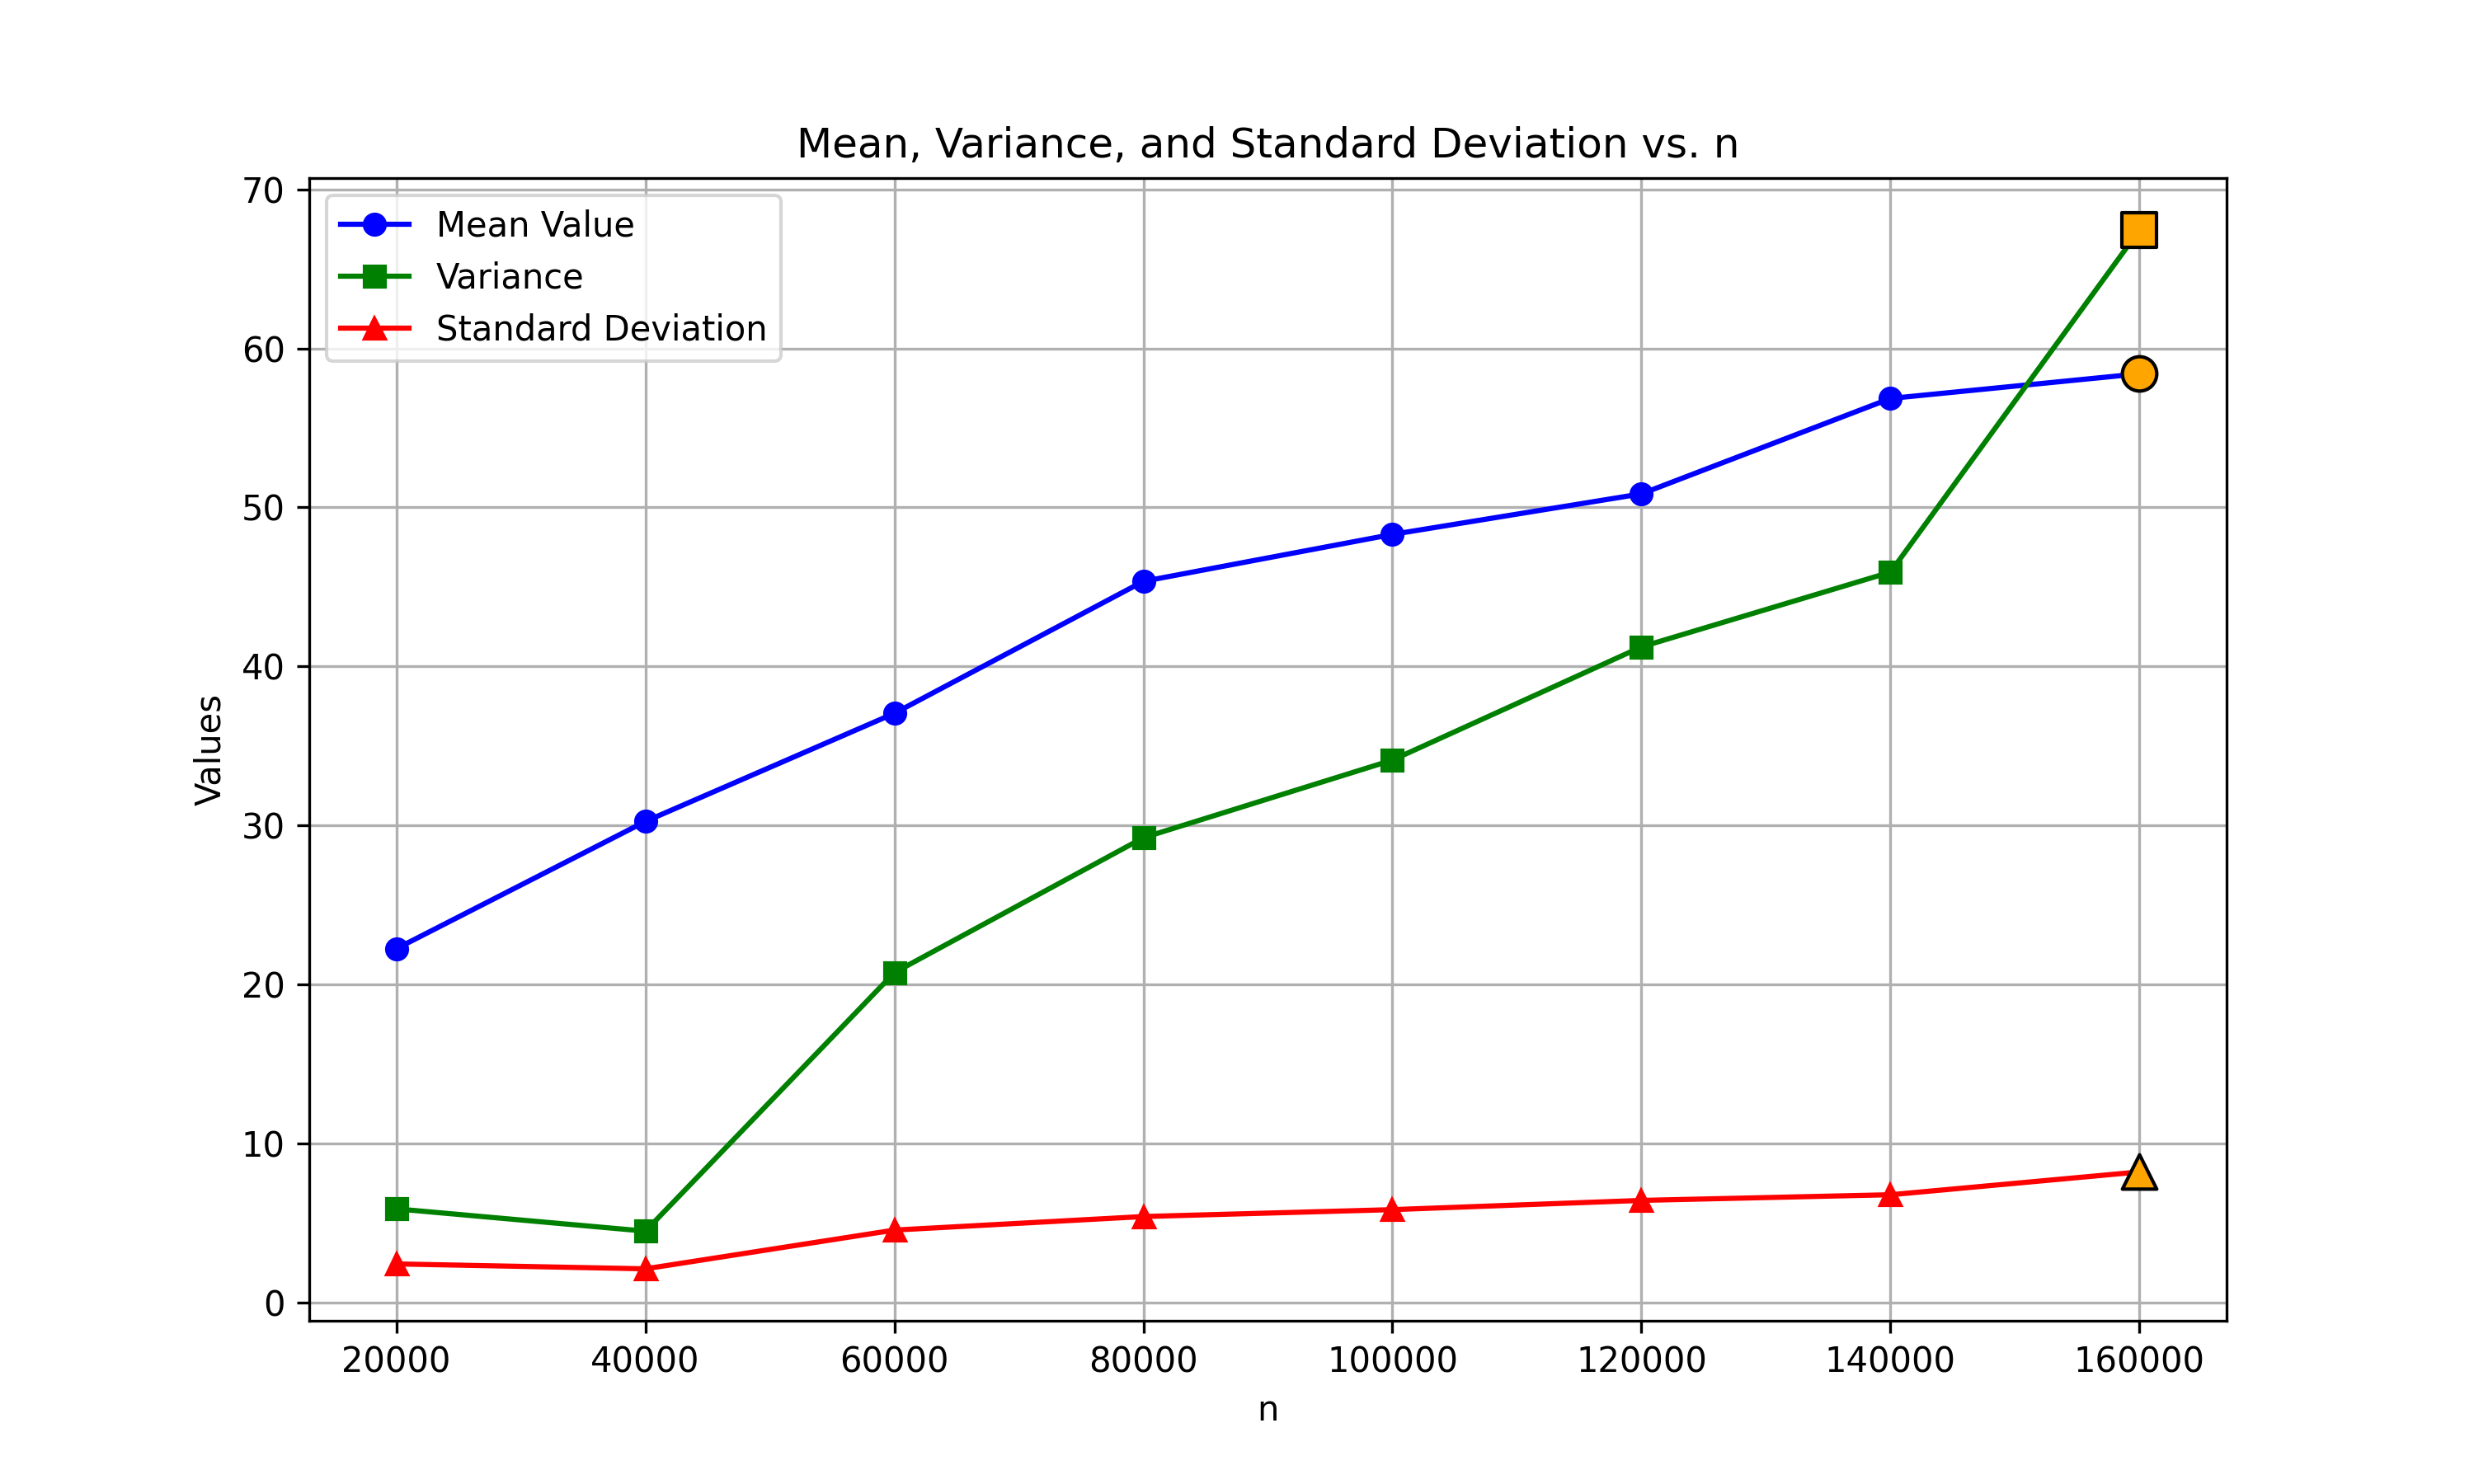 Mean, Variance, and Standard Deviation vs. n
Mean Value
Variance
Standard Deviation
70
60
50
40
30
20
10
0
Values
20000 40000 60000 80000 100000 120000 140000 160000
n